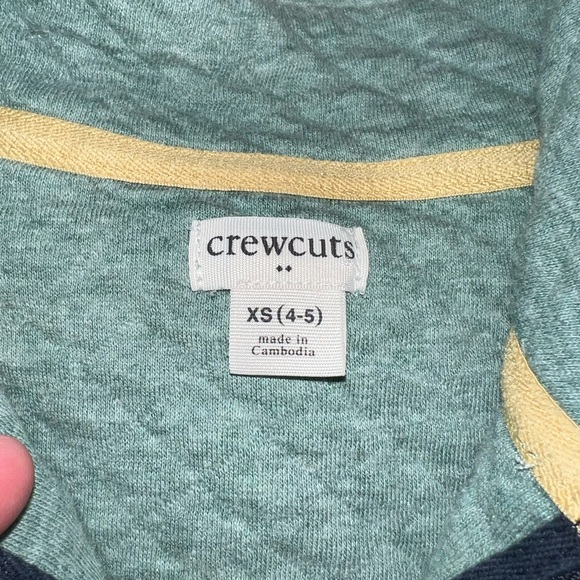 crewcuts
XS (4-5)
made in
Cambodia